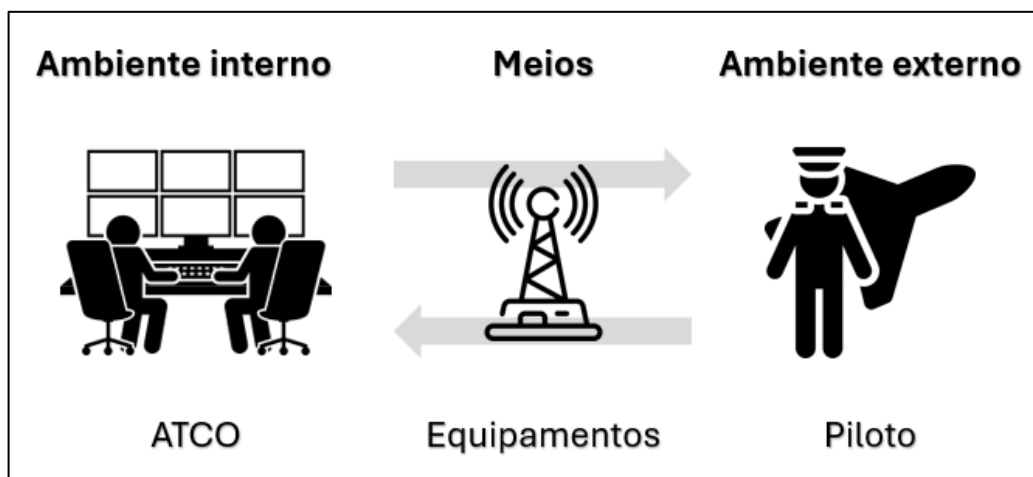 Ambiente interno
Meios
Ambiente externo
ATCO
Equipamentos
Piloto